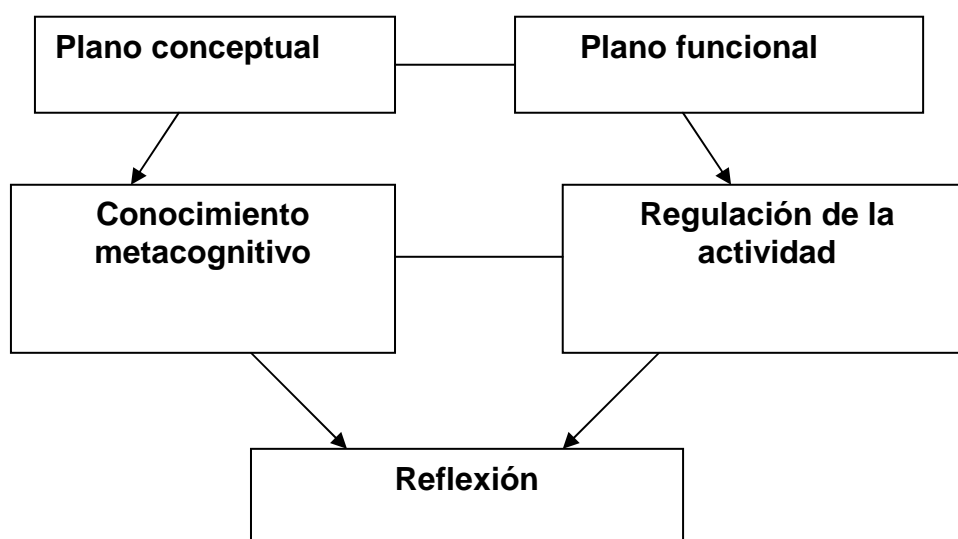 Plano conceptual
Plano funcional
Conocimiento
metacognitivo
Regulación de la
actividad
Reflexión